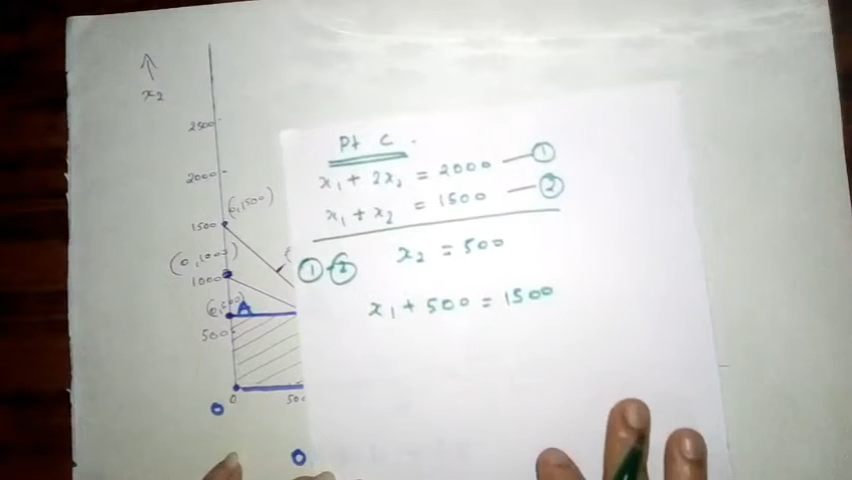 x₂
2500
2000
1500
(0,1500)
(0,1000)
1000
A
500
0
500
Pt C.
x₁ + 2x₂ = 2000 — ①
x₁ + x₂ = 1500 — ②
① - ②
x₂ = 500
x₁ + 500 = 1500